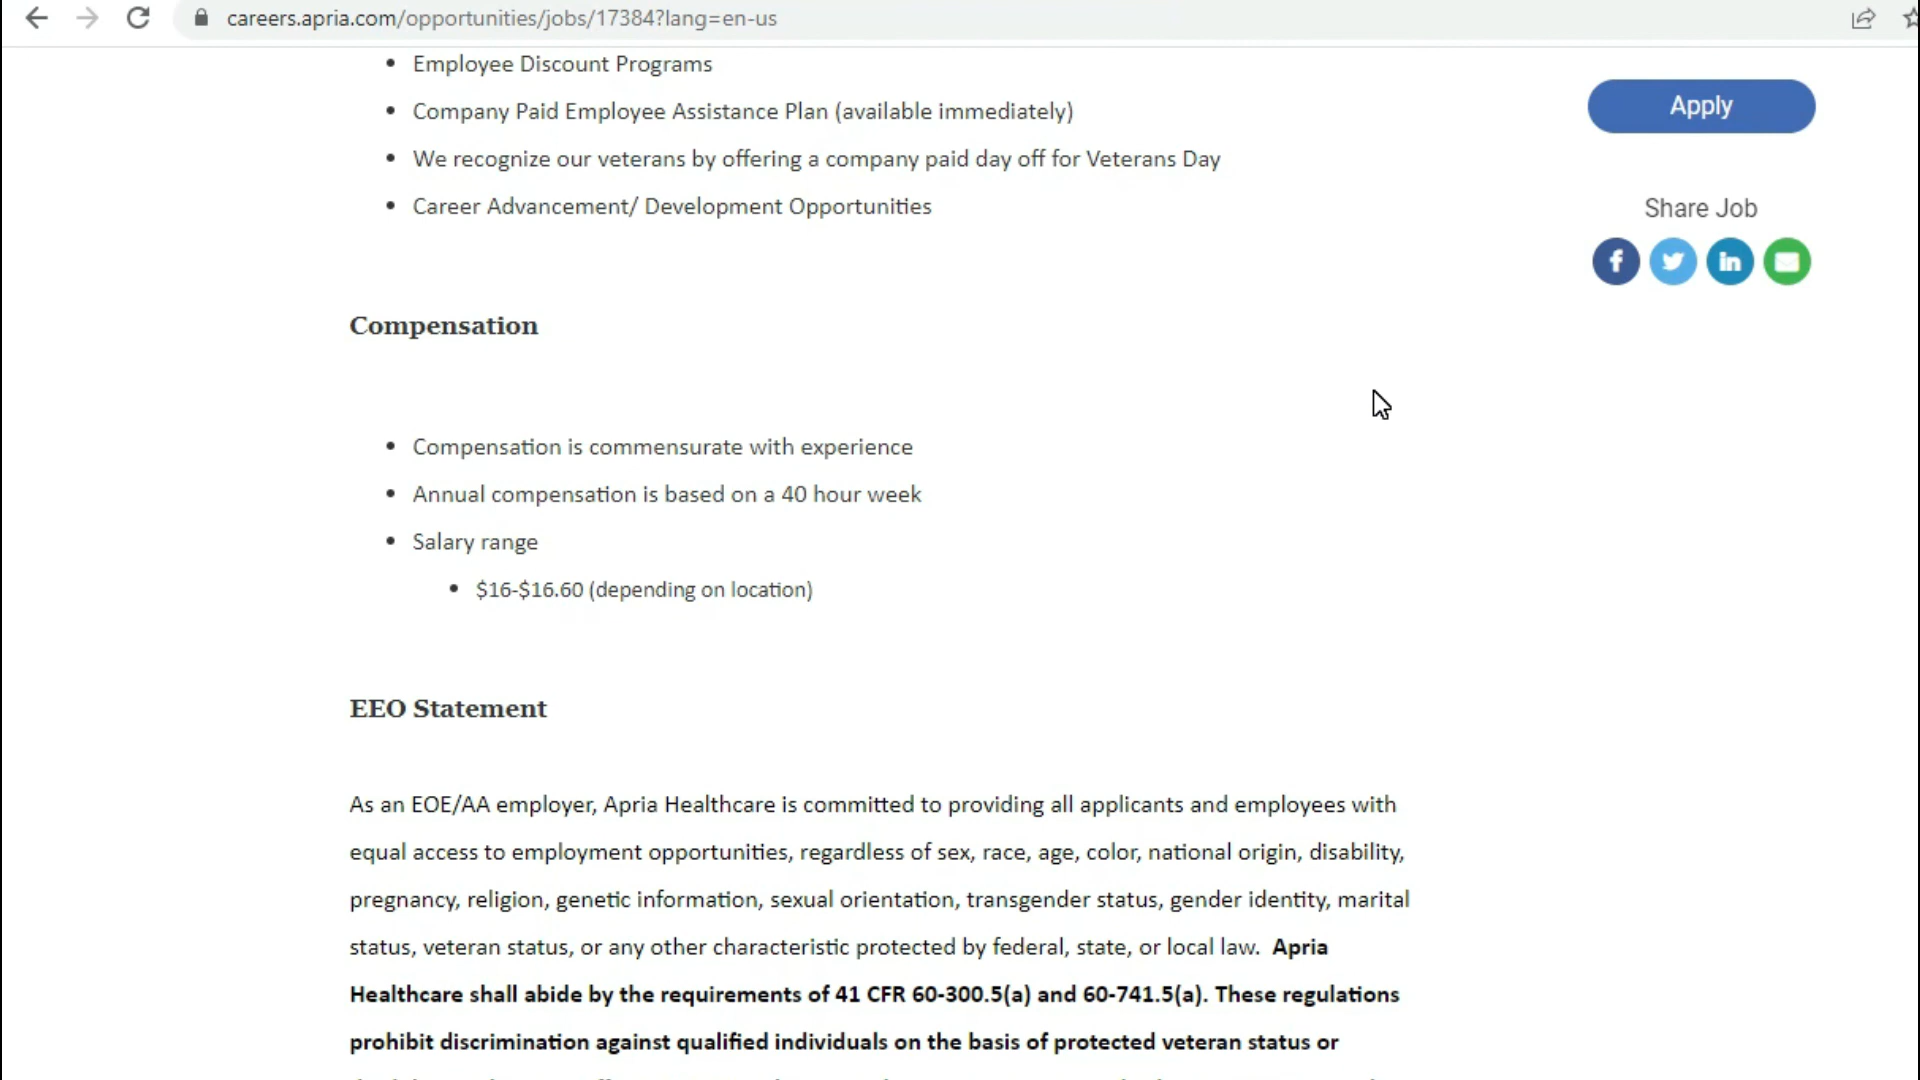 careers.apria.com/opportunities/jobs/17384?lang=en-us
Employee Discount Programs
Company Paid Employee Assistance Plan (available immediately)
We recognize our veterans by offering a company paid day off for Veterans Day
Career Advancement/ Development Opportunities
Apply
Share Job
Compensation
Compensation is commensurate with experience
Annual compensation is based on a 40 hour week
Salary range
$16-$16.60 (depending on location)
EEO Statement
As an EOE/AA employer, Apria Healthcare is committed to providing all applicants and employees with
equal access to employment opportunities, regardless of sex, race, age, color, national origin, disability,
pregnancy, religion, genetic information, sexual orientation, transgender status, gender identity, marital
status, veteran status, or any other characteristic protected by federal, state, or local law. Apria
Healthcare shall abide by the requirements of 41 CFR 60-300.5(a) and 60-741.5(a). These regulations
prohibit discrimination against qualified individuals on the basis of protected veteran status or